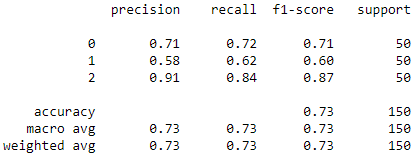 precision recall f1-score support
0 0.71 0.72 0.71 50
1 0.58 0.62 0.60 50
2 0.91 0.84 0.87 50
accuracy 0.73 150
macro avg 0.73 0.73 0.73 150
weighted avg 0.73 0.73 0.73 150